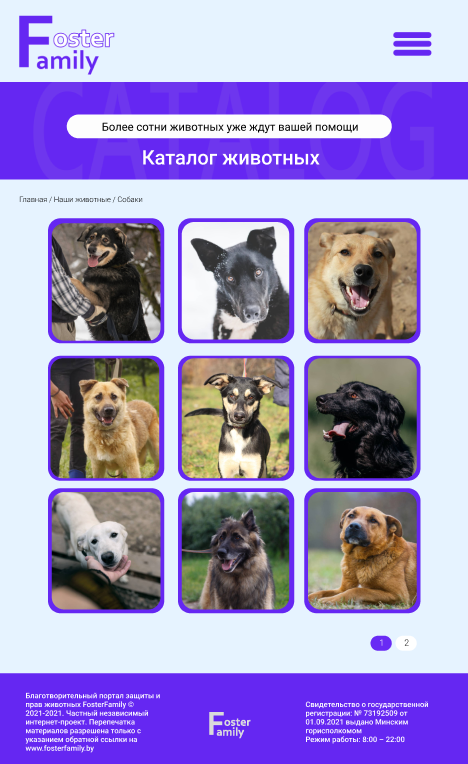 Foster
Family
CATALOG
Более сотни животных уже ждут вашей помощи
Каталог животных
Главная / Наши животные / Собаки
1 2
Благотворительный портал защиты и
прав животных FosterFamily ©
2021-2021. Частный независимый
интернет-проект. Перепечатка
материалов разрешена только с
указанием обратной ссылки на
www.fosterfamily.by
Foster
Family
Свидетельство о государственной
регистрации: № 73192509 от
01.09.2021 выдано Минским
горисполкомом
Режим работы: 8:00 – 22:00